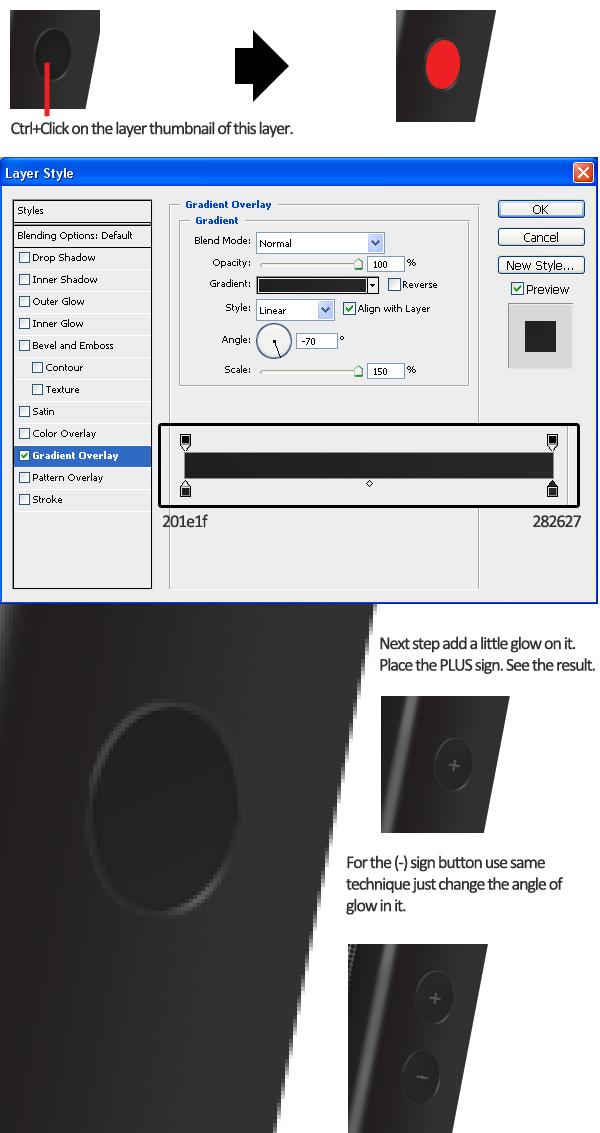 Ctrl+Click on the layer thumbnail of this layer.
Layer Style
Styles
Blending Options: Default
Drop Shadow
Inner Shadow
Outer Glow
Inner Glow
Bevel and Emboss
Contour
Texture
Satin
Color Overlay
Gradient Overlay
Pattern Overlay
Stroke
Gradient Overlay
Gradient
Blend Mode: Normal
Opacity: 100 %
Gradient: Reverse
Style: Linear Align with Layer
Angle: -70 °
Scale: 150 %
OK
Cancel
New Style...
Preview
201e1f 282627
Next step add a little glow on it.
Place the PLUS sign. See the result.
For the (-) sign button use same
technique just change the angle of
glow in it.